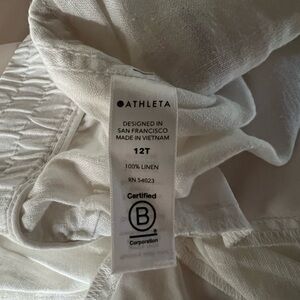 ATHLETA
DESIGNED IN
SAN FRANCISCO
MADE IN VIETNAM
12T
100% LINEN
RN 54023
Certified
B
Corporation